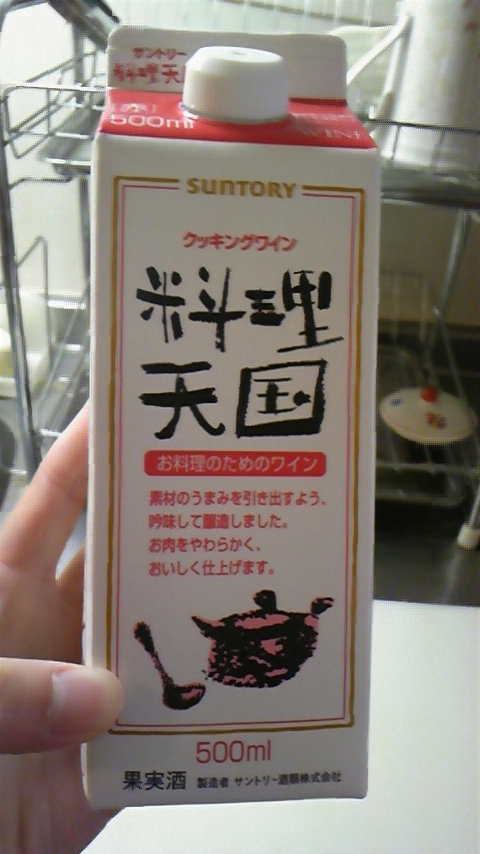 サントリー
料理天国
500ml
WINE
SUNTORY
クッキングワイン
料理
天国
お料理のためのワイン
素材のうまみを引き出すよう、
吟味して醸造しました。
お肉をやわらかく、
おいしく仕上げます。
500ml
果実酒 製造者 サントリー酒類株式会社